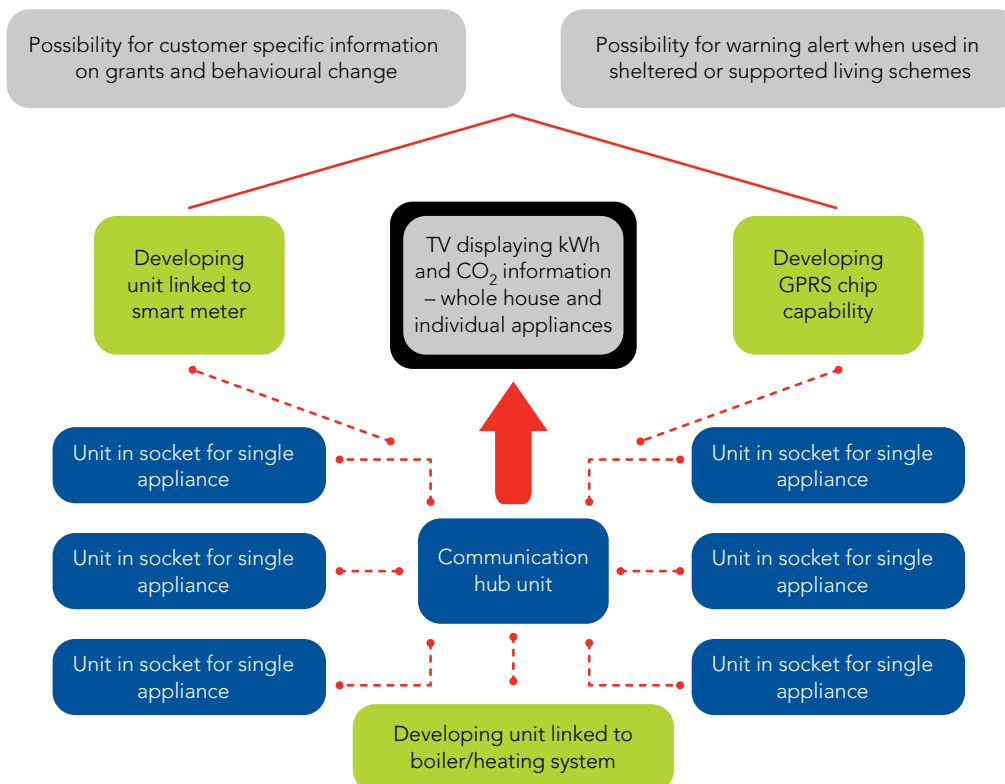 Possibility for customer specific information
on grants and behavioural change
Possibility for warning alert when used in
sheltered or supported living schemes
Developing
unit linked to
smart meter
TV displaying kWh
and CO₂ information
– whole house and
individual appliances
Developing
GPRS chip
capability
Unit in socket for single
appliance
Unit in socket for single
appliance
Unit in socket for single
appliance
Communication
hub unit
Unit in socket for single
appliance
Unit in socket for single
appliance
Unit in socket for single
appliance
Developing unit linked to
boiler/heating system